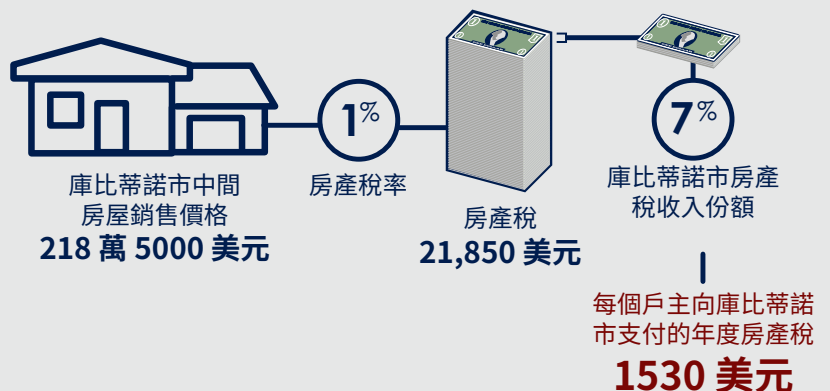 1%
7%
庫比蒂諾市中間
房屋銷售價格
218 萬 5000 美元
房產稅率
房產稅
21,850 美元
庫比蒂諾市房產
稅收入份額
每個戶主向庫比蒂諾
市支付的年度房產稅
1530 美元